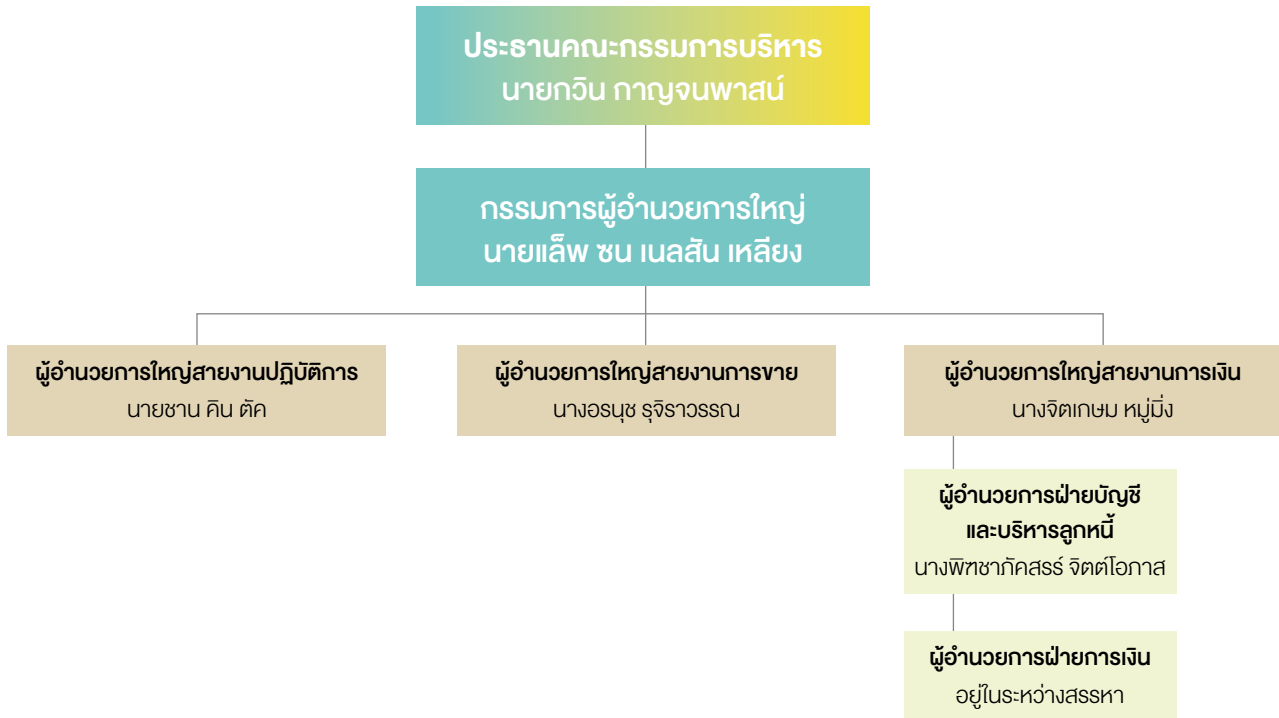 ประธานคณะกรรมการบริหาร
นายกวิน กาญจนพาสน์
กรรมการผู้อำนวยการใหญ่
นายแล็พ ซน เนลสัน เหลียง
ผู้อำนวยการใหญ่สายงานปฏิบัติการ
นายชาน คิน ตัค
ผู้อำนวยการใหญ่สายงานการขาย
นางอรนุช รุจิราวรรณ
ผู้อำนวยการใหญ่สายงานการเงิน
นางจิตเกษม หมู่มิ่ง
ผู้อำนวยการฝ่ายบัญชี
และบริหารลูกหนี้
นางพิฑชาภัคสรร์ จิตต์โอภาส
ผู้อำนวยการฝ่ายการเงิน
อยู่ในระหว่างสรรหา